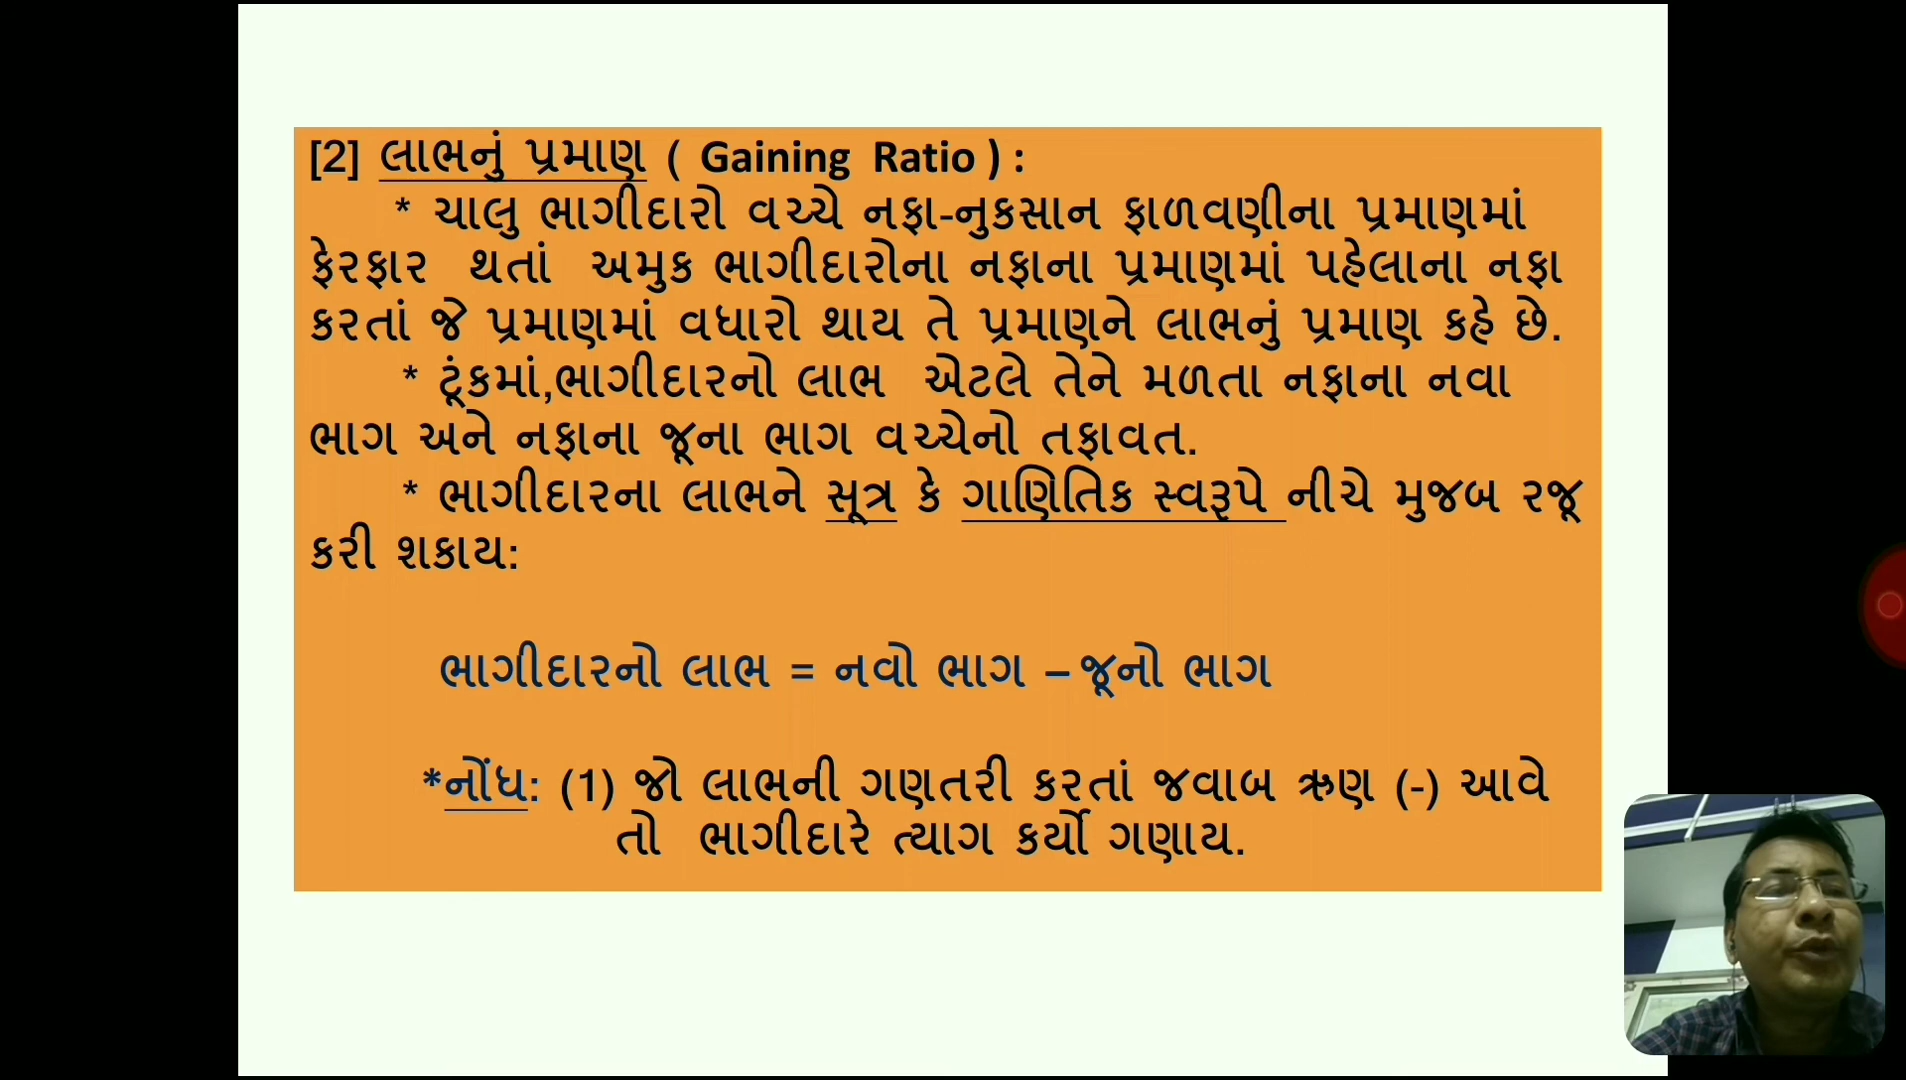 [2] લાભનું પ્રમાણ ( Gaining Ratio ) :
* ચાલુ ભાગીદારો વચ્ચે નફા-નુકસાન ફાળવણીના પ્રમાણમાં
ફેરફાર થતાં અમુક ભાગીદારોના નફાના પ્રમાણમાં પહેલાના નફા
કરતાં જે પ્રમાણમાં વધારો થાય તે પ્રમાણને લાભનું પ્રમાણ કહે છે.
* ટૂંકમાં,ભાગીદારનો લાભ એટલે તેને મળતા નફાના નવા
ભાગ અને નફાના જૂના ભાગ વચ્ચેનો તફાવત.
* ભાગીદારના લાભને સૂત્ર કે ગાણિતિક સ્વરૂપે નીચે મુજબ રજૂ
કરી શકાય:
ભાગીદારનો લાભ = નવો ભાગ – જૂનો ભાગ
*નોંધ: (1) જો લાભની ગણતરી કરતાં જવાબ ઋણ (-) આવે
તો ભાગીદારે ત્યાગ કર્યો ગણાય.